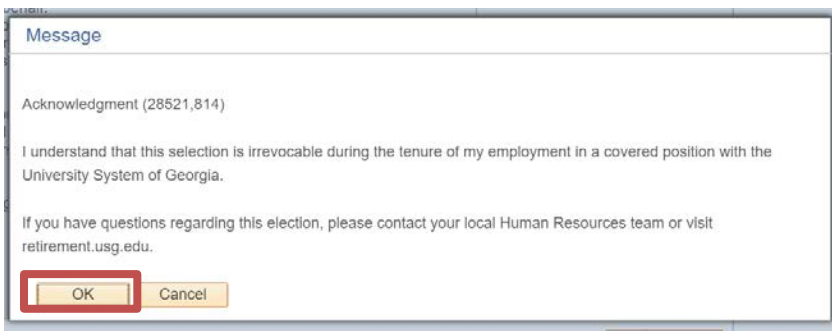 Message
Acknowledgment (28521,814)
I understand that this selection is irrevocable during the tenure of my employment in a covered position with the
University System of Georgia.
If you have questions regarding this election, please contact your local Human Resources team or visit
retirement.usg.edu.
OK Cancel